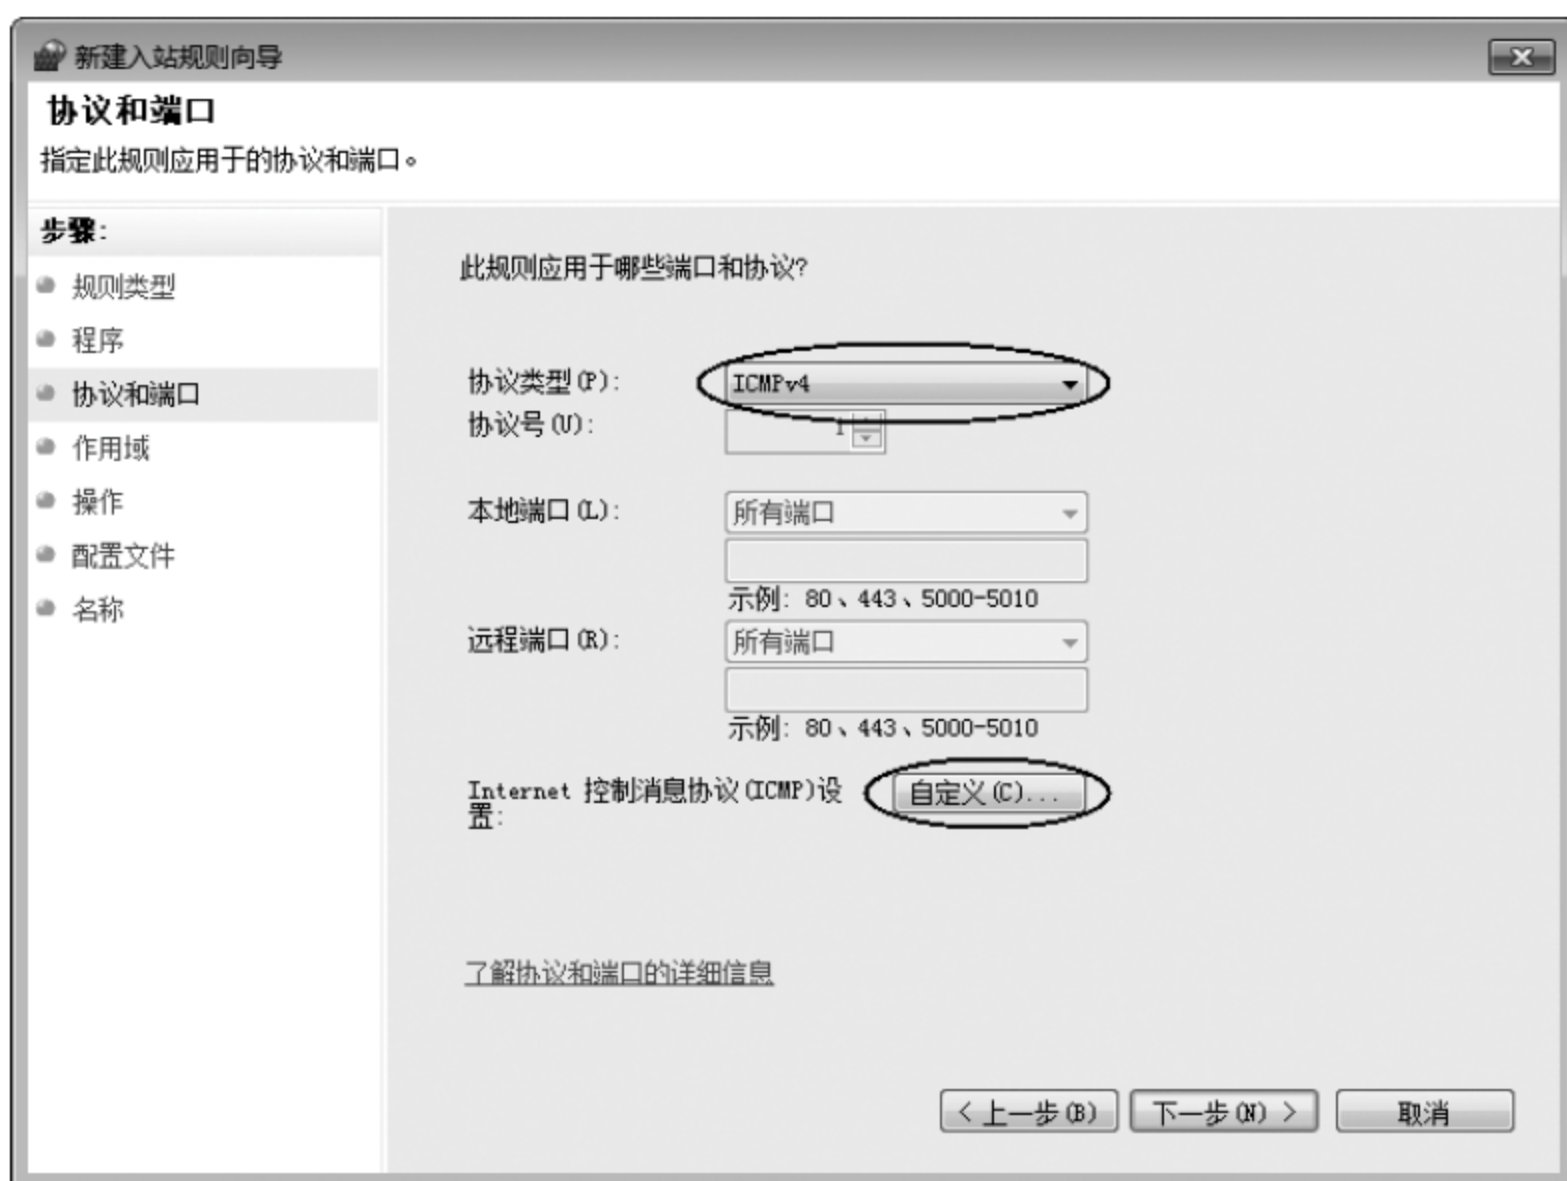 新建入站规则向导
协议和端口
指定此规则应用于的协议和端口。
步骤:
规则类型
程序
协议和端口
作用域
操作
配置文件
名称
此规则应用于哪些端口和协议?
协议类型(P): ICMPv4
协议号(U): 1
本地端口(L): 所有端口
示例: 80、443、5000-5010
远程端口(R): 所有端口
示例: 80、443、5000-5010
Internet 控制消息协议(ICMP)设 自定义(C)...
置:
了解协议和端口的详细信息
< 上一步(B) 下一步(N) > 取消